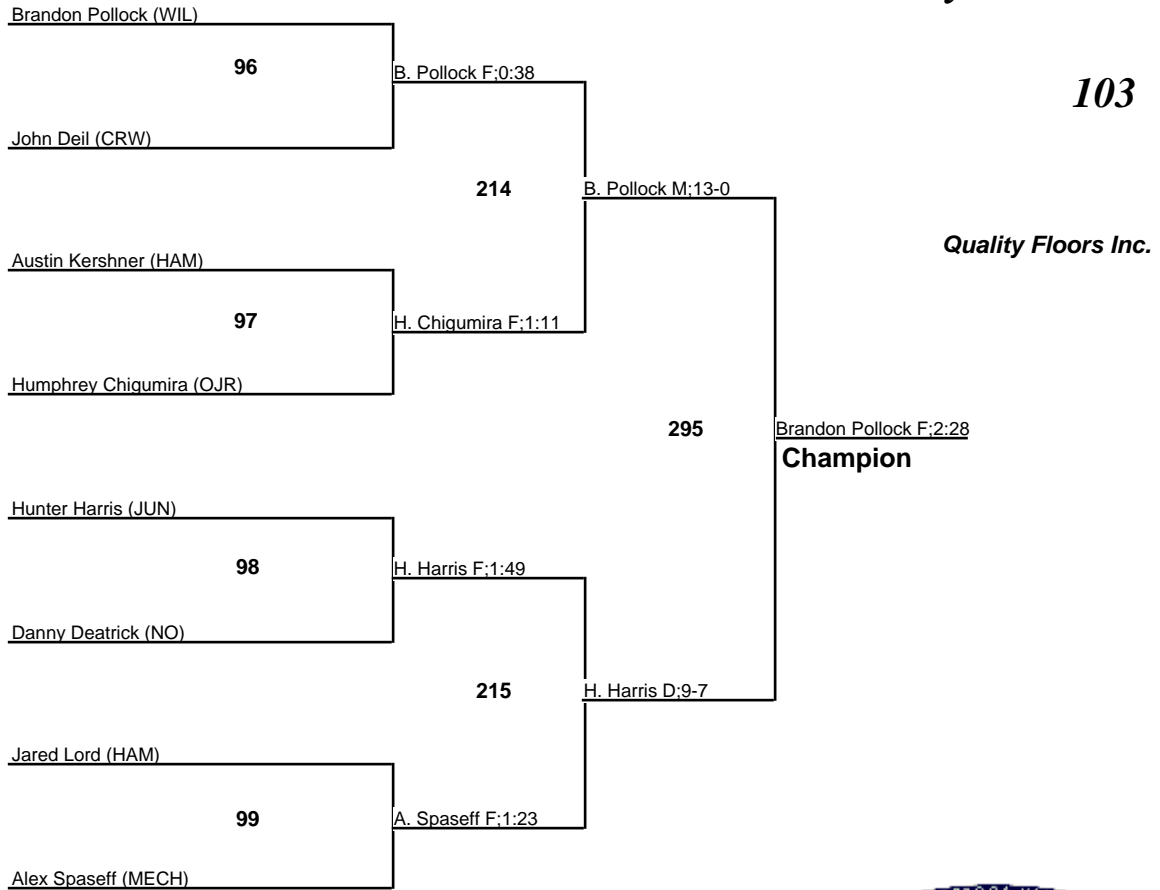 Brandon Pollock (WIL)
96
B. Pollock F;0:38
103
John Deil (CRW)
214
B. Pollock M;13-0
Quality Floors Inc.
Austin Kershner (HAM)
97
H. Chigumira F;1:11
Humphrey Chigumira (OJR)
295
Brandon Pollock F;2:28
Champion
Hunter Harris (JUN)
98
H. Harris F;1:49
Danny Deatrick (NO)
215
H. Harris D;9-7
Jared Lord (HAM)
99
A. Spaseff F;1:23
Alex Spaseff (MECH)